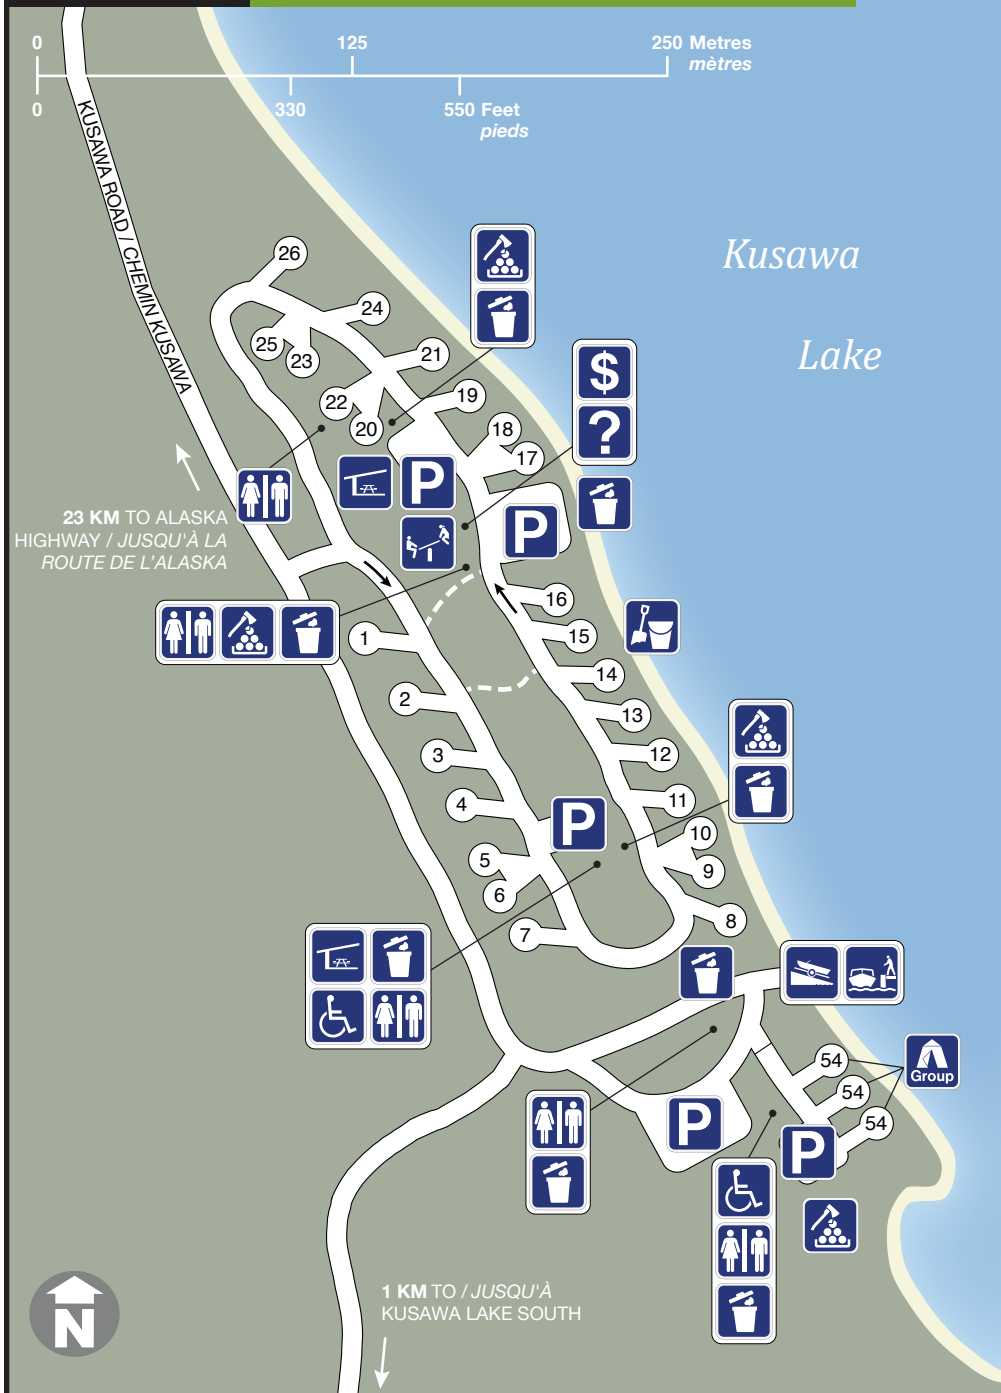 0 125 250 Metres
mètres
0 330 550 Feet
pieds
KUSAWA ROAD / CHEMIN KUSAWA
Kusawa
Lake
26
24
25
23
21
22
20
19
18
17
$
?
P
P
23 KM TO ALASKA
HIGHWAY / JUSQU'À LA
ROUTE DE L'ALASKA
16
1
15
14
2
13
3
12
4
11
P
10
5
9
6
8
7
54
Group
54
54
P
P
1 KM TO / JUSQU'À
KUSAWA LAKE SOUTH
N